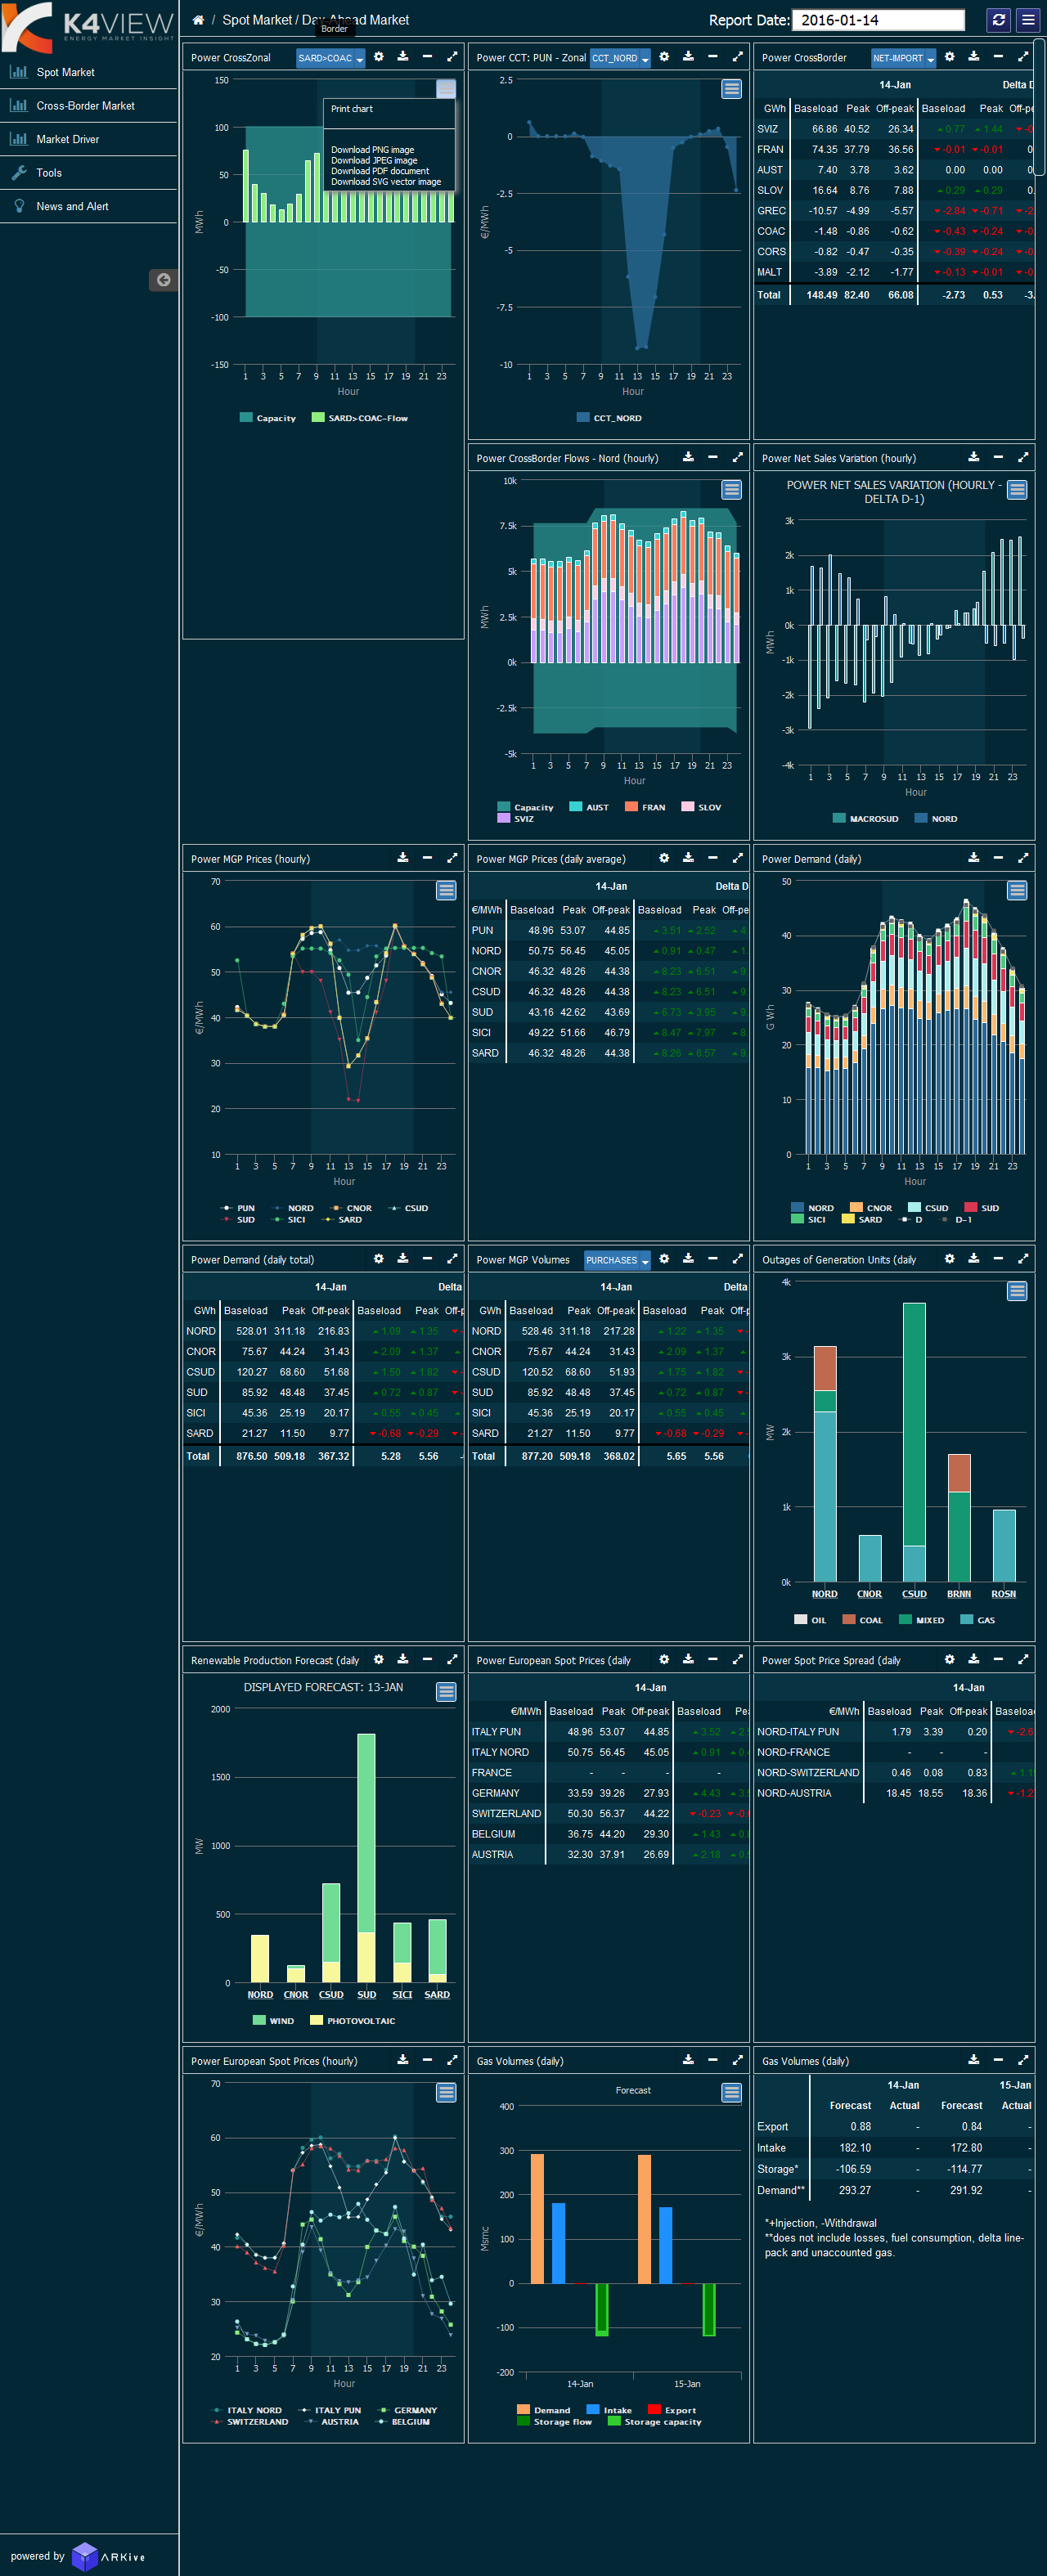 K4VIEW
ENERGY MARKET INSIGHT
Spot Market
Cross-Border Market
Market Driver
Tools
News and Alert
/ Spot Market / Day-Ahead Market
Border
Report Date: 2016-01-14
Power CrossZonal SARD>COAC
Print chart
Download PNG image
Download JPEG image
Download PDF document
Download SVG vector image
MWh
150
100
50
0
-50
-100
-150
1 3 5 7 9 11 13 15 17 19 21 23
Hour
Capacity SARD>COAC-Flow
Power CCT: PUN - Zonal CCT_NORD
€/MWh
2.5
0
-2.5
-5
-7.5
-10
1 3 5 7 9 11 13 15 17 19 21 23
Hour
CCT_NORD
Power CrossBorder NET-IMPORT
14-Jan Delta D
GWh Baseload Peak Off-peak Baseload Peak Off-pe
SVIZ 66.86 40.52 26.34 0.77 1.44 -0
FRAN 74.35 37.79 36.56 -0.01 -0.01 0
AUST 7.40 3.78 3.62 0.00 0.00 0
SLOV 16.64 8.76 7.88 0.29 0.29 0.
GREC -10.57 -4.99 -5.57 -2.84 -0.71 -2
COAC -1.48 -0.86 -0.62 -0.43 -0.24 -0
CORS -0.82 -0.47 -0.35 -0.39 -0.24 -0
MALT -3.89 -2.12 -1.77 -0.13 -0.01 -0
Total 148.49 82.40 66.08 -2.73 0.53 -3.
Power CrossBorder Flows - Nord (hourly)
MWh
10k
7.5k
5k
2.5k
0k
-2.5k
-5k
1 3 5 7 9 11 13 15 17 19 21 23
Hour
Capacity AUST FRAN SLOV
SVIZ
Power Net Sales Variation (hourly)
POWER NET SALES VARIATION (HOURLY -
DELTA D-1)
MWh
3k
2k
1k
0k
-1k
-2k
-3k
-4k
1 3 5 7 9 11 13 15 17 19 21 23
Hour
MACROSUD NORD
Power MGP Prices (hourly)
€/MWh
70
60
50
40
30
20
10
1 3 5 7 9 11 13 15 17 19 21 23
Hour
PUN NORD CNOR CSUD
SUD SICI SARD
Power MGP Prices (daily average)
14-Jan Delta D
€/MWh Baseload Peak Off-peak Baseload Peak Off-pe
PUN 48.96 53.07 44.85 3.51 2.52 4.
NORD 50.75 56.45 45.05 0.91 0.47 1.
CNOR 46.32 48.26 44.38 8.23 6.51 9.
CSUD 46.32 48.26 44.38 8.23 6.51 9.
SUD 43.16 42.62 43.69 6.73 3.95 9.
SICI 49.22 51.66 46.79 8.47 7.97 8.
SARD 46.32 48.26 44.38 8.26 6.57 9.
Power Demand (daily)
G Wh
50
40
30
20
10
0
1 3 5 7 9 11 13 15 17 19 21 23
Hour
NORD CNOR CSUD SUD
SICI SARD D D-1
Power Demand (daily total)
14-Jan Delta
GWh Baseload Peak Off-peak Baseload Peak Off-p
NORD 528.01 311.18 216.83 1.09 1.35 -
CNOR 75.67 44.24 31.43 2.09 1.37
CSUD 120.27 68.60 51.68 1.50 1.82 -
SUD 85.92 48.48 37.45 0.72 0.87 -
SICI 45.36 25.19 20.17 0.55 0.45
SARD 21.27 11.50 9.77 -0.68 -0.29 -
Total 876.50 509.18 367.32 5.28 5.56 -
Power MGP Volumes PURCHASES
14-Jan Delta
GWh Baseload Peak Off-peak Baseload Peak Off-p
NORD 528.46 311.18 217.28 1.22 1.35 -
CNOR 75.67 44.24 31.43 2.09 1.37
CSUD 120.52 68.60 51.93 1.75 1.82 -
SUD 85.92 48.48 37.45 0.72 0.87 -
SICI 45.36 25.19 20.17 0.55 0.45
SARD 21.27 11.50 9.77 -0.68 -0.29 -
Total 877.20 509.18 368.02 5.65 5.56
Outages of Generation Units (daily
MW
4k
3k
2k
1k
0k
NORD CNOR CSUD BRNN ROSN
OIL COAL MIXED GAS
Renewable Production Forecast (daily
DISPLAYED FORECAST: 13-JAN
MW
2000
1500
1000
500
0
NORD CNOR CSUD SUD SICI SARD
WIND PHOTOVOLTAIC
Power European Spot Prices (daily
14-Jan
€/MWh Baseload Peak Off-peak Baseload Pea
ITALY PUN 48.96 53.07 44.85 3.52 2.5
ITALY NORD 50.75 56.45 45.05 0.91 0.4
FRANCE - - - -
GERMANY 33.59 39.26 27.93 4.43 3.
SWITZERLAND 50.30 56.37 44.22 -0.23 -0.
BELGIUM 36.75 44.20 29.30 1.43 0.
AUSTRIA 32.30 37.91 26.69 2.18 0.
Power Spot Price Spread (daily
14-Jan
€/MWh Baseload Peak Off-peak Baseload
NORD-ITALY PUN 1.79 3.39 0.20 -2.6
NORD-FRANCE - - -
NORD-SWITZERLAND 0.46 0.08 0.83 1.1
NORD-AUSTRIA 18.45 18.55 18.36 -1.2
Power European Spot Prices (hourly)
€/MWh
70
60
50
40
30
20
1 3 5 7 9 11 13 15 17 19 21 23
Hour
ITALY NORD ITALY PUN GERMANY
SWITZERLAND AUSTRIA BELGIUM
Gas Volumes (daily)
Forecast
Msmc
400
300
200
100
0
-100
-200
14-Jan 15-Jan
Demand Intake Export
Storage flow Storage capacity
Gas Volumes (daily)
14-Jan 15-Jan
Forecast Actual Forecast Actual
Export 0.88 - 0.84 -
Intake 182.10 - 172.80 -
Storage* -106.59 - -114.77 -
Demand** 293.27 - 291.92 -
*+Injection, -Withdrawal
**does not include losses, fuel consumption, delta line-
pack and unaccounted gas.
powered by ARKive